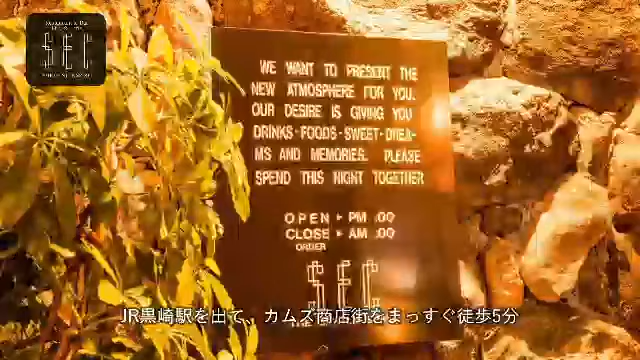 SEC
WE WANT TO PRESENT THE
NEW ATMOSPHERE FOR YOU.
OUR DESIRE IS GIVING YOU
DRINKS·FOODS·SWEET·DREA-
MS AND MEMORIES. PLEASE
SPEND THIS NIGHT TOGETHER
OPEN ▸ PM :00
CLOSE ▸ AM :00
ORDER
SEC
JR黒崎駅を出て、カムズ商店街をまっすぐ徒歩5分